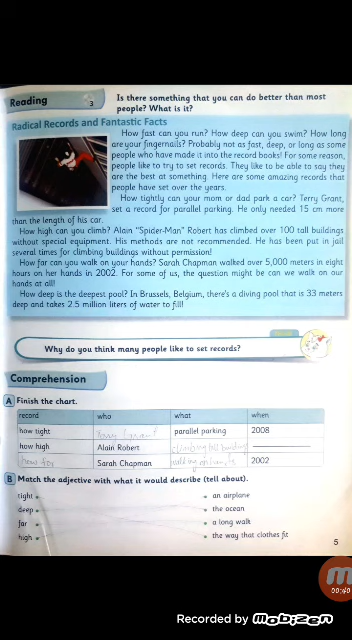 Reading
3
Is there something that you can do better than most
people? What is it?
Radical Records and Fantastic Facts
How fast can you run? How deep can you swim? How long
are your fingernails? Probably not as fast, deep, or long as some
people who have made it into the record books! For some reason,
people like to try to set records. They like to be able to say they
are the best at something. Here are some amazing records that
people have set over the years.
How tightly can your mom or dad park a car? Terry Grant,
set a record for parallel parking. He only needed 15 cm more
than the length of his car.
How high can you climb? Alain "Spider-Man" Robert has climbed over 100 tall buildings
without special equipment. His methods are not recommended. He has been put in jail
several times for climbing buildings without permission!
How far can you walk on your hands? Sarah Chapman walked over 5,000 meters in eight
hours on her hands in 2002. For some of us, the question might be can we walk on our
hands at all!
How deep is the deepest pool? In Brussels, Belgium, there's a diving pool that is 33 meters
deep and takes 2.5 million liters of water to fill!
Why do you think many people like to set records?
Comprehension
A Finish the chart.
record who what when
how tight Terry Grant parallel parking 2008
how high Alain Robert climbing tall building
how far Sarah Chapman walking on hands 2002
B Match the adjective with what it would describe (tell about).
tight • • an airplane
deep • • the ocean
far • • a long walk
high • • the way that clothes fit
5
00:40
Recorded by mobizen